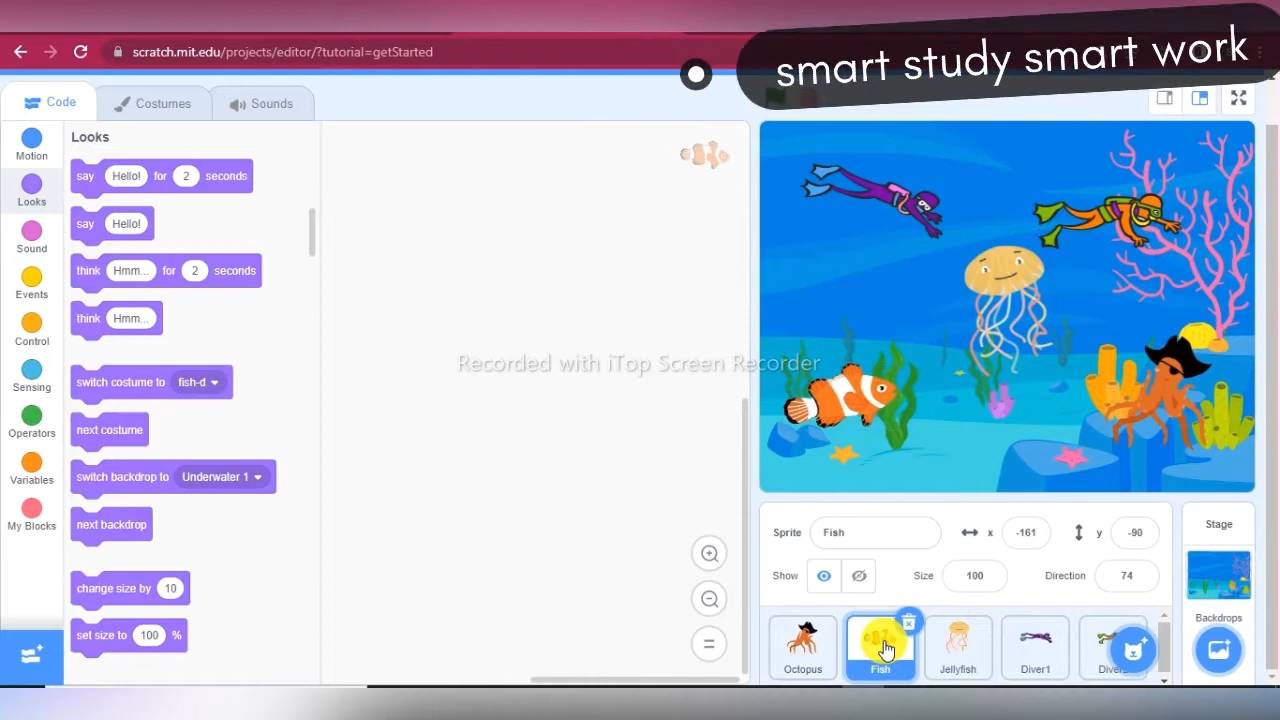 scratch.mit.edu/projects/editor/?tutorial=getStarted
smart study smart work
Code
Costumes
Sounds
Motion
Looks
Sound
Events
Control
Sensing
Operators
Variables
My Blocks
Looks
say Hello! for 2 seconds
say Hello!
think Hmm... for 2 seconds
think Hmm...
switch costume to fish-d
next costume
switch backdrop to Underwater 1
next backdrop
change size by 10
set size to 100 %
Recorded with iTop Screen Recorder
Sprite Fish x -161 y -90
Show Size 100 Direction 74
Octopus
Fish
Jellyfish
Diver1
Stage
Backdrops